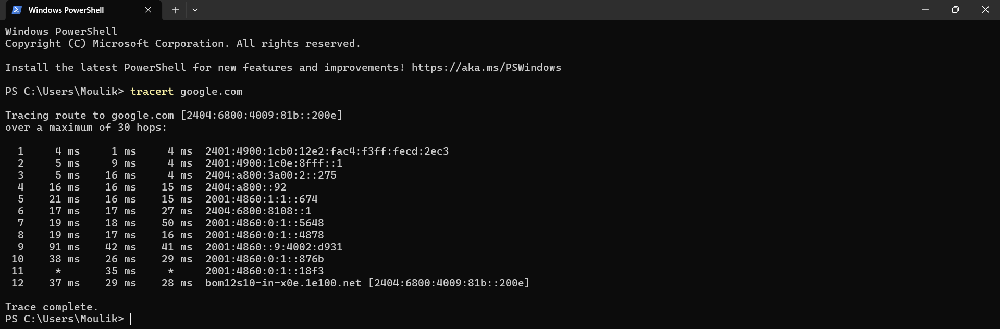 Windows PowerShell
Windows PowerShell
Copyright (C) Microsoft Corporation. All rights reserved.
Install the latest PowerShell for new features and improvements! https://aka.ms/PSWindows
PS C:\Users\Moulik> tracert google.com
Tracing route to google.com [2404:6800:4009:81b::200e]
over a maximum of 30 hops:
  1     4 ms     1 ms     4 ms  2401:4900:1cb0:12e2:fac4:f3ff:fecd:2ec3
  2     5 ms     9 ms     4 ms  2401:4900:1c0e:8fff::1
  3     5 ms    16 ms     4 ms  2404:a800:3a00:2::275
  4    16 ms    16 ms    15 ms  2404:a800::92
  5    21 ms    16 ms    15 ms  2001:4860:1:1::674
  6    17 ms    17 ms    27 ms  2404:6800:8108::1
  7    19 ms    18 ms    50 ms  2001:4860:0:1::5648
  8    19 ms    17 ms    16 ms  2001:4860:0:1::4878
  9    91 ms    42 ms    41 ms  2001:4860::9:4002:d931
 10    38 ms    26 ms    29 ms  2001:4860:0:1::876b
 11     *       35 ms     *     2001:4860:0:1::18f3
 12    37 ms    29 ms    28 ms  bom12s10-in-x0e.1e100.net [2404:6800:4009:81b::200e]
Trace complete.
PS C:\Users\Moulik>